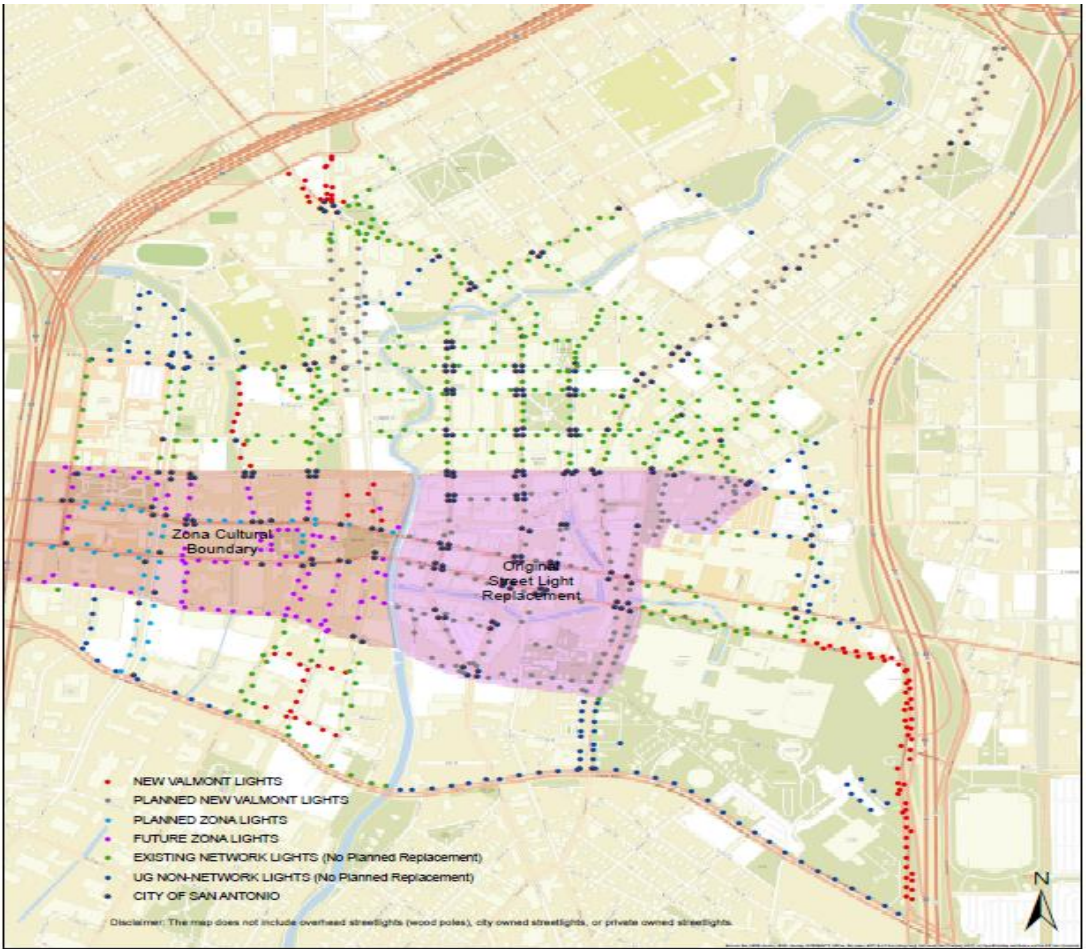 Zona Cultural
Boundary
Original
Street Light
Replacement
NEW VALMONT LIGHTS
PLANNED NEW VALMONT LIGHTS
PLANNED ZONA LIGHTS
FUTURE ZONA LIGHTS
EXISTING NETWORK LIGHTS (No Planned Replacement)
UG NON-NETWORK LIGHTS (No Planned Replacement)
CITY OF SAN ANTONIO
N
Disclaimer: The map does not include overhead streetlights (wood poles), city owned streetlights, or private owned streetlights.